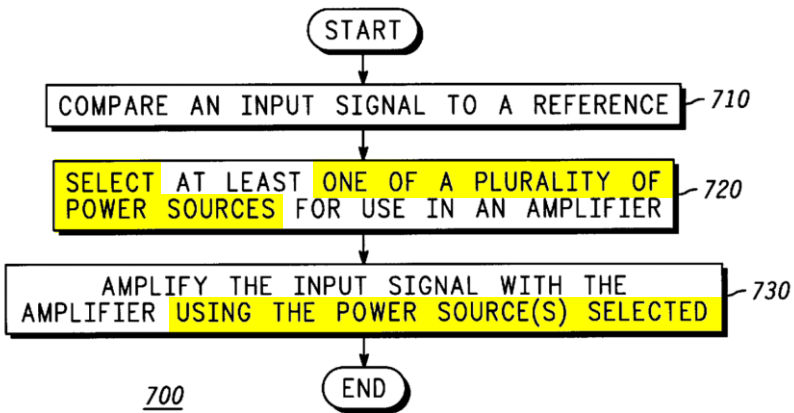 START
COMPARE AN INPUT SIGNAL TO A REFERENCE
710
SELECT AT LEAST ONE OF A PLURALITY OF
POWER SOURCES FOR USE IN AN AMPLIFIER
720
AMPLIFY THE INPUT SIGNAL WITH THE
AMPLIFIER USING THE POWER SOURCE(S) SELECTED
730
END
700